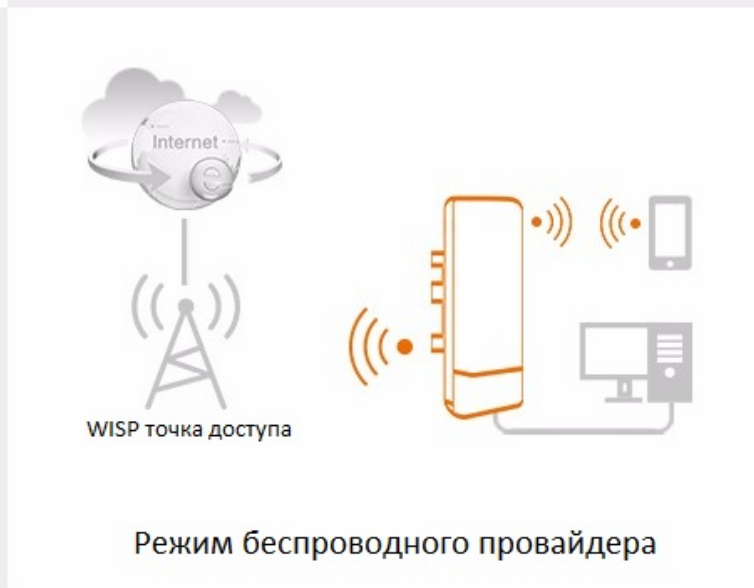 Internet
WISP точка доступа
Режим беспроводного провайдера